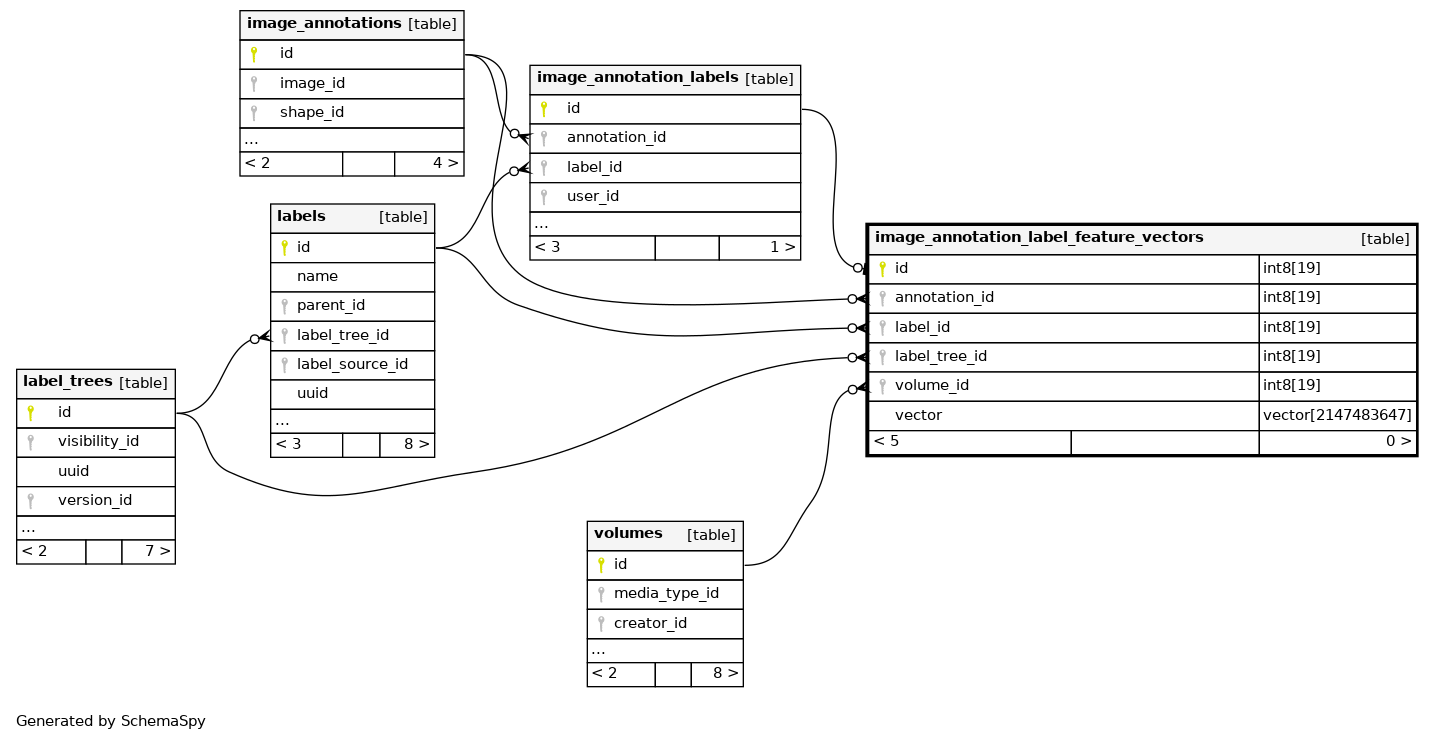 image_annotations [table]
id
image_id
shape_id
...
< 2 4 >
image_annotation_labels [table]
id
annotation_id
label_id
user_id
...
< 3 1 >
labels [table]
id
name
parent_id
label_tree_id
label_source_id
uuid
...
< 3 8 >
image_annotation_label_feature_vectors [table]
id int8[19]
annotation_id int8[19]
label_id int8[19]
label_tree_id int8[19]
volume_id int8[19]
vector vector[2147483647]
< 5 0 >
label_trees [table]
id
visibility_id
uuid
version_id
...
< 2 7 >
volumes [table]
id
media_type_id
creator_id
...
< 2 8 >
Generated by SchemaSpy